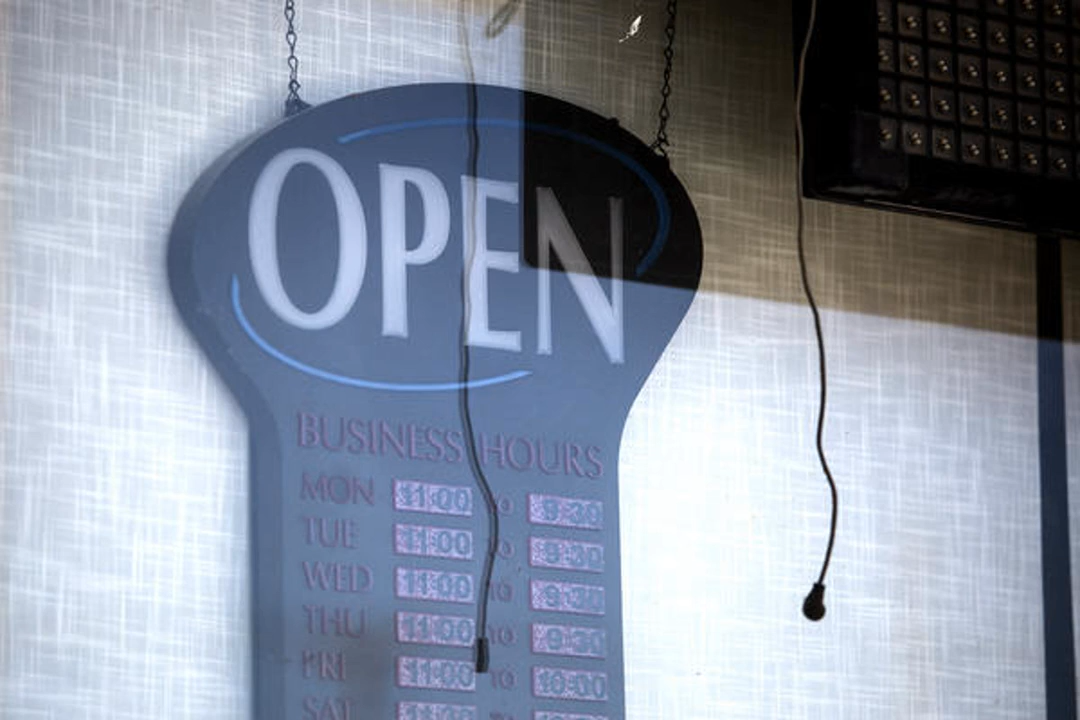 OPEN
BUSINESS HOURS
MON 11:00 TO 9:30
TUE 11:00 TO 9:30
WED 11:00 TO 9:30
THU 11:00 TO 9:30
FRI 11:00 TO 10:00
SAT